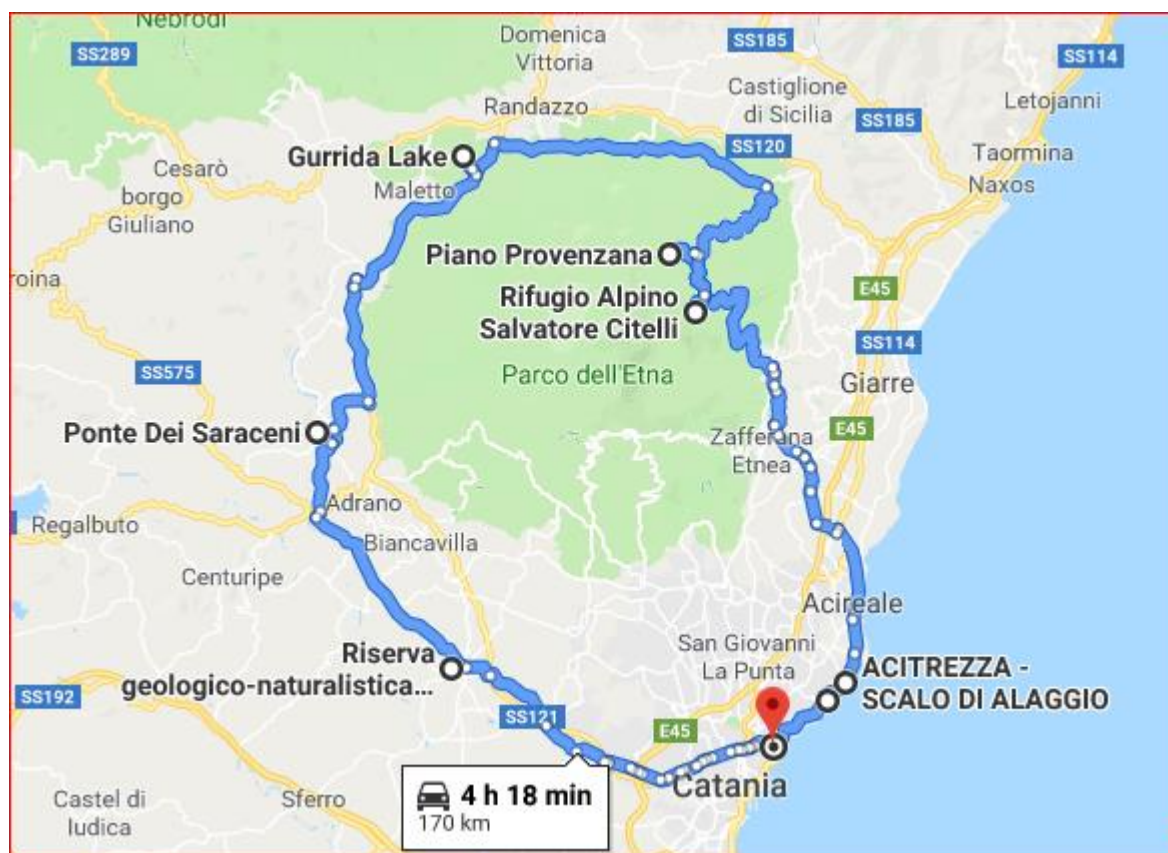 Nebrodi
SS289
Domenica
Vittoria
SS185
SS114
Castiglione
di Sicilia
Letojanni
Randazzo
SS185
Gurrida Lake
SS120
Taormina
Cesarò
borgo
Giuliano
Maletto
Naxos
Piano Provenzana
roina
E45
Rifugio Alpino
Salvatore Citelli
SS114
SS575
Parco dell'Etna
Giarre
Ponte Dei Saraceni
E45
Zafferana
Etnea
Adrano
Regalbuto
Biancavilla
Centuripe
Acireale
San Giovanni
La Punta
Riserva
geologico-naturalistica...
ACITREZZA -
SCALO DI ALAGGIO
SS192
SS121
E45
Catania
4 h 18 min
170 km
Castel di
Iudica
Sferro